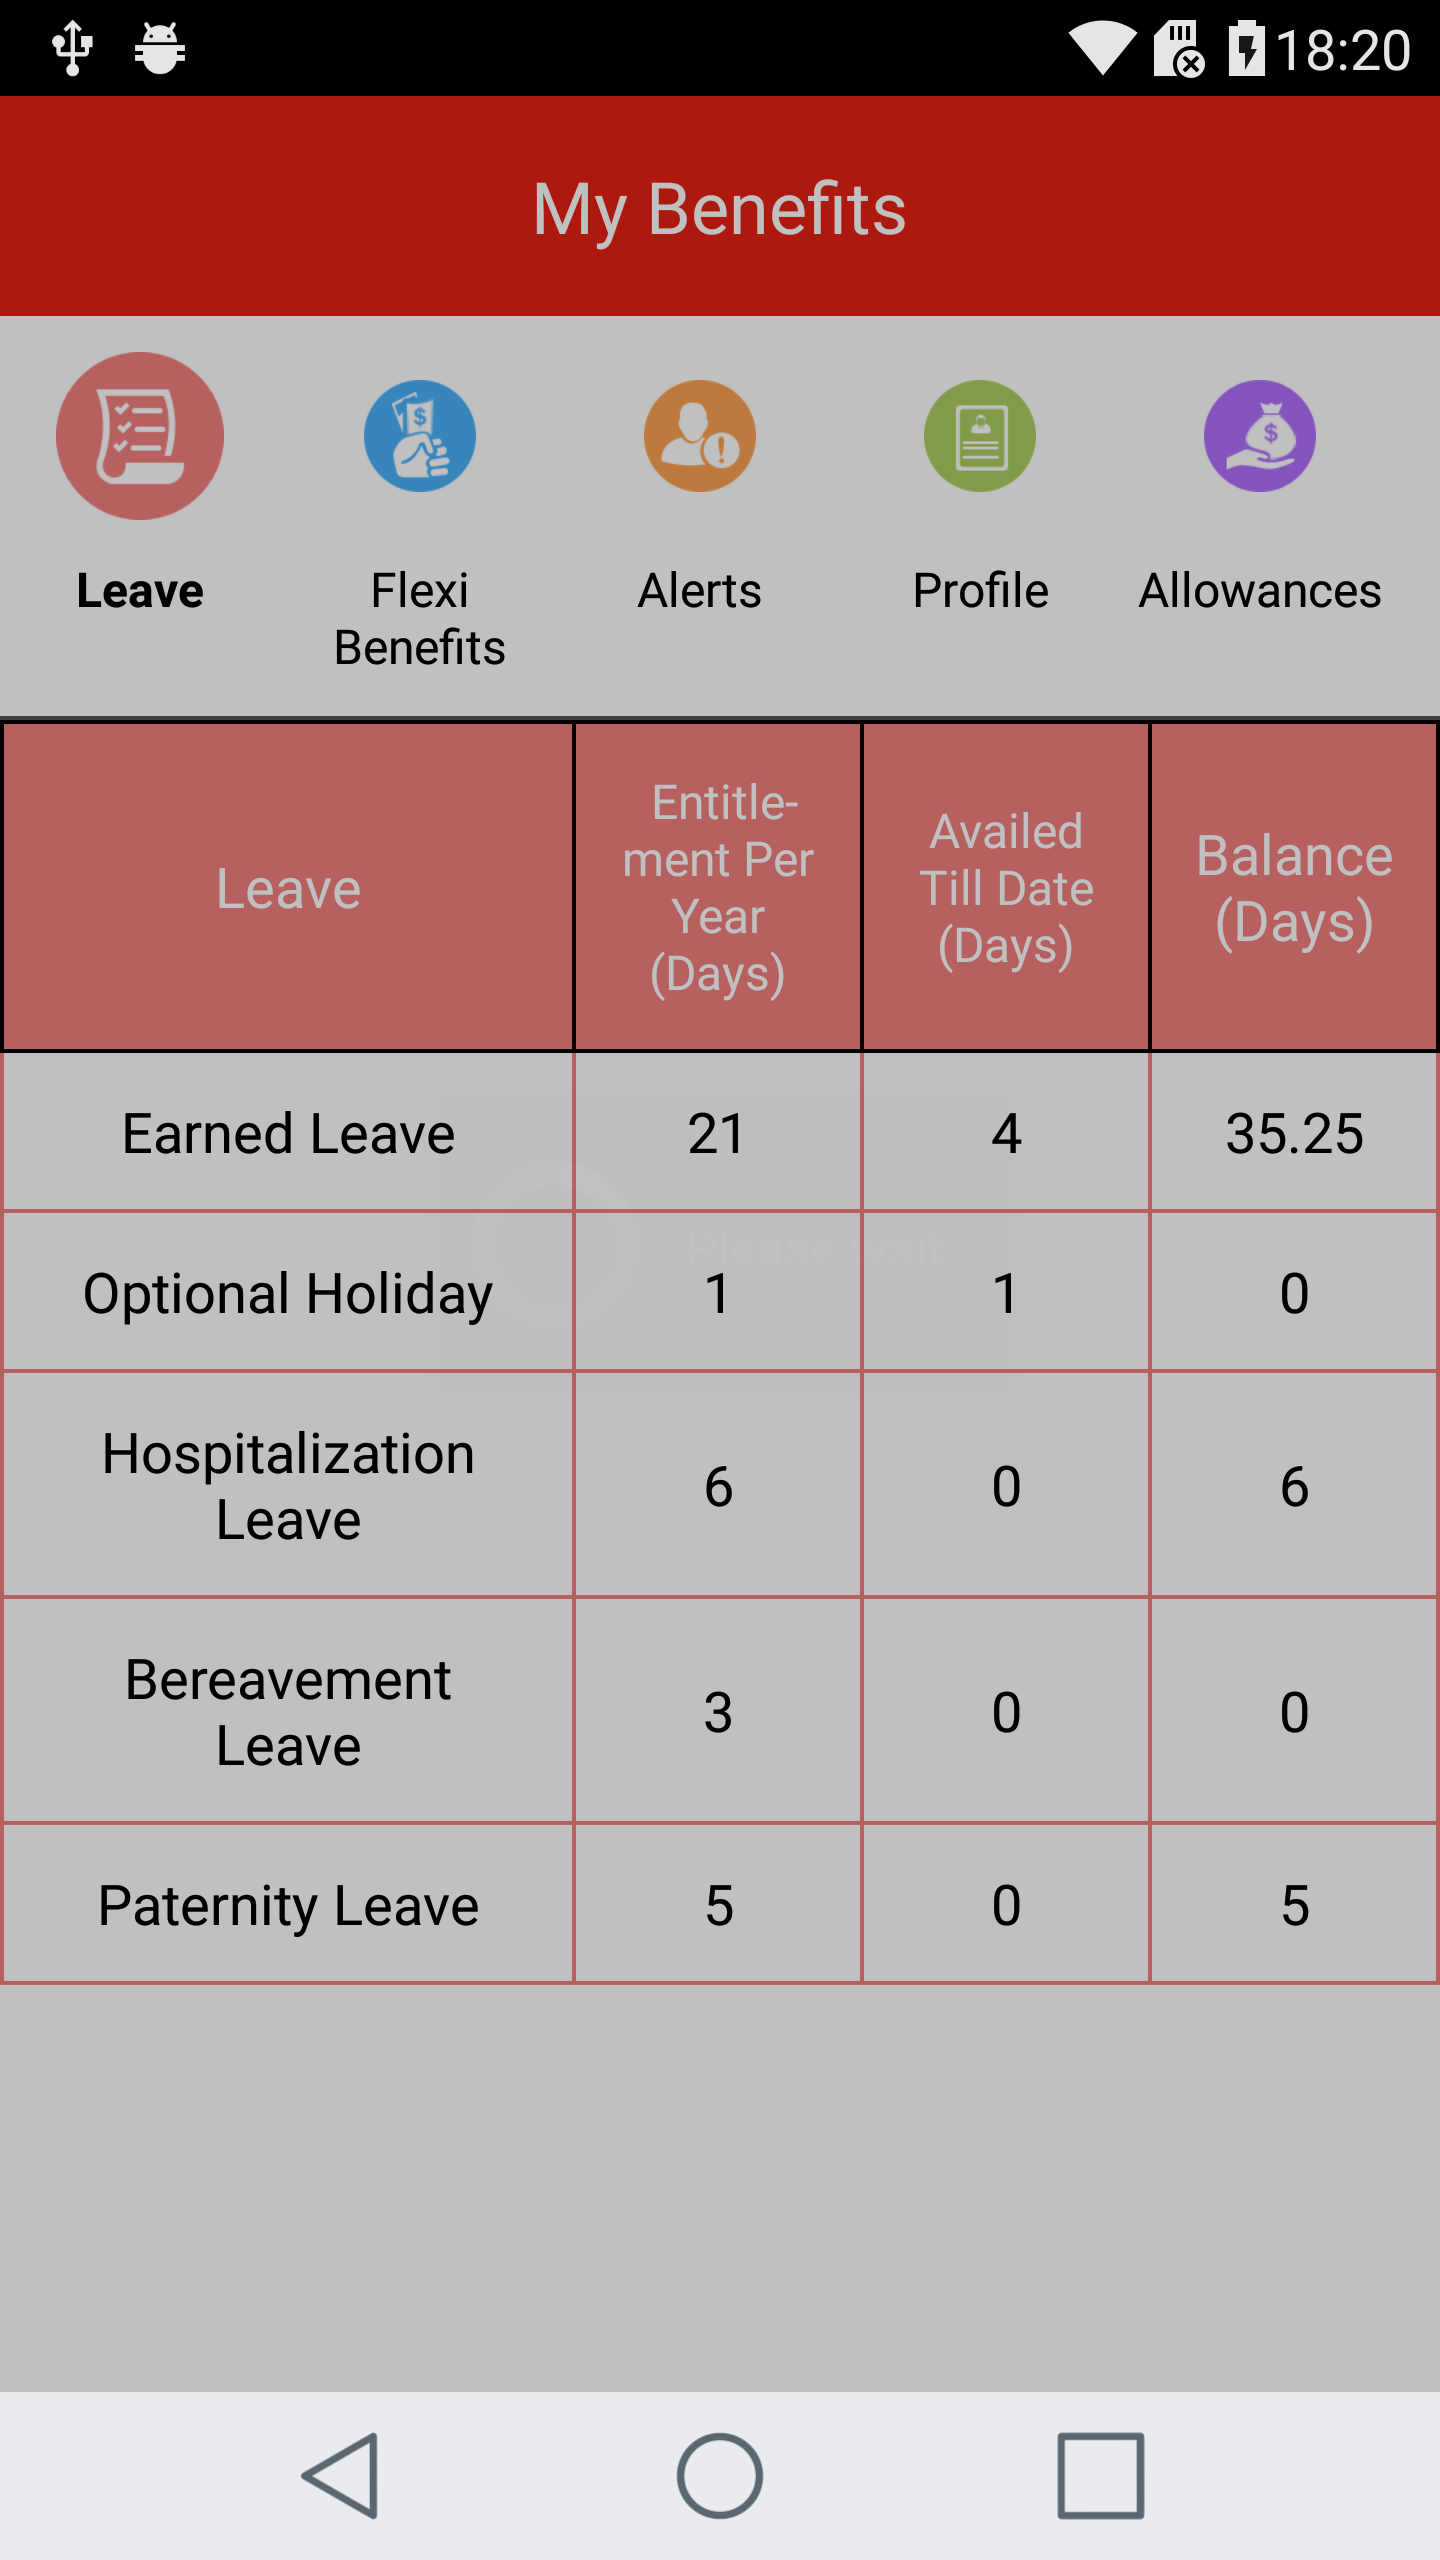 18:20
My Benefits
Leave
Flexi
Benefits
Alerts
Profile
Allowances
Leave
Entitle-
ment Per
Year
(Days)
Availed
Till Date
(Days)
Balance
(Days)
Earned Leave
21
4
35.25
Please wait...
Optional Holiday
1
1
0
Hospitalization
Leave
6
0
6
Bereavement
Leave
3
0
0
Paternity Leave
5
0
5